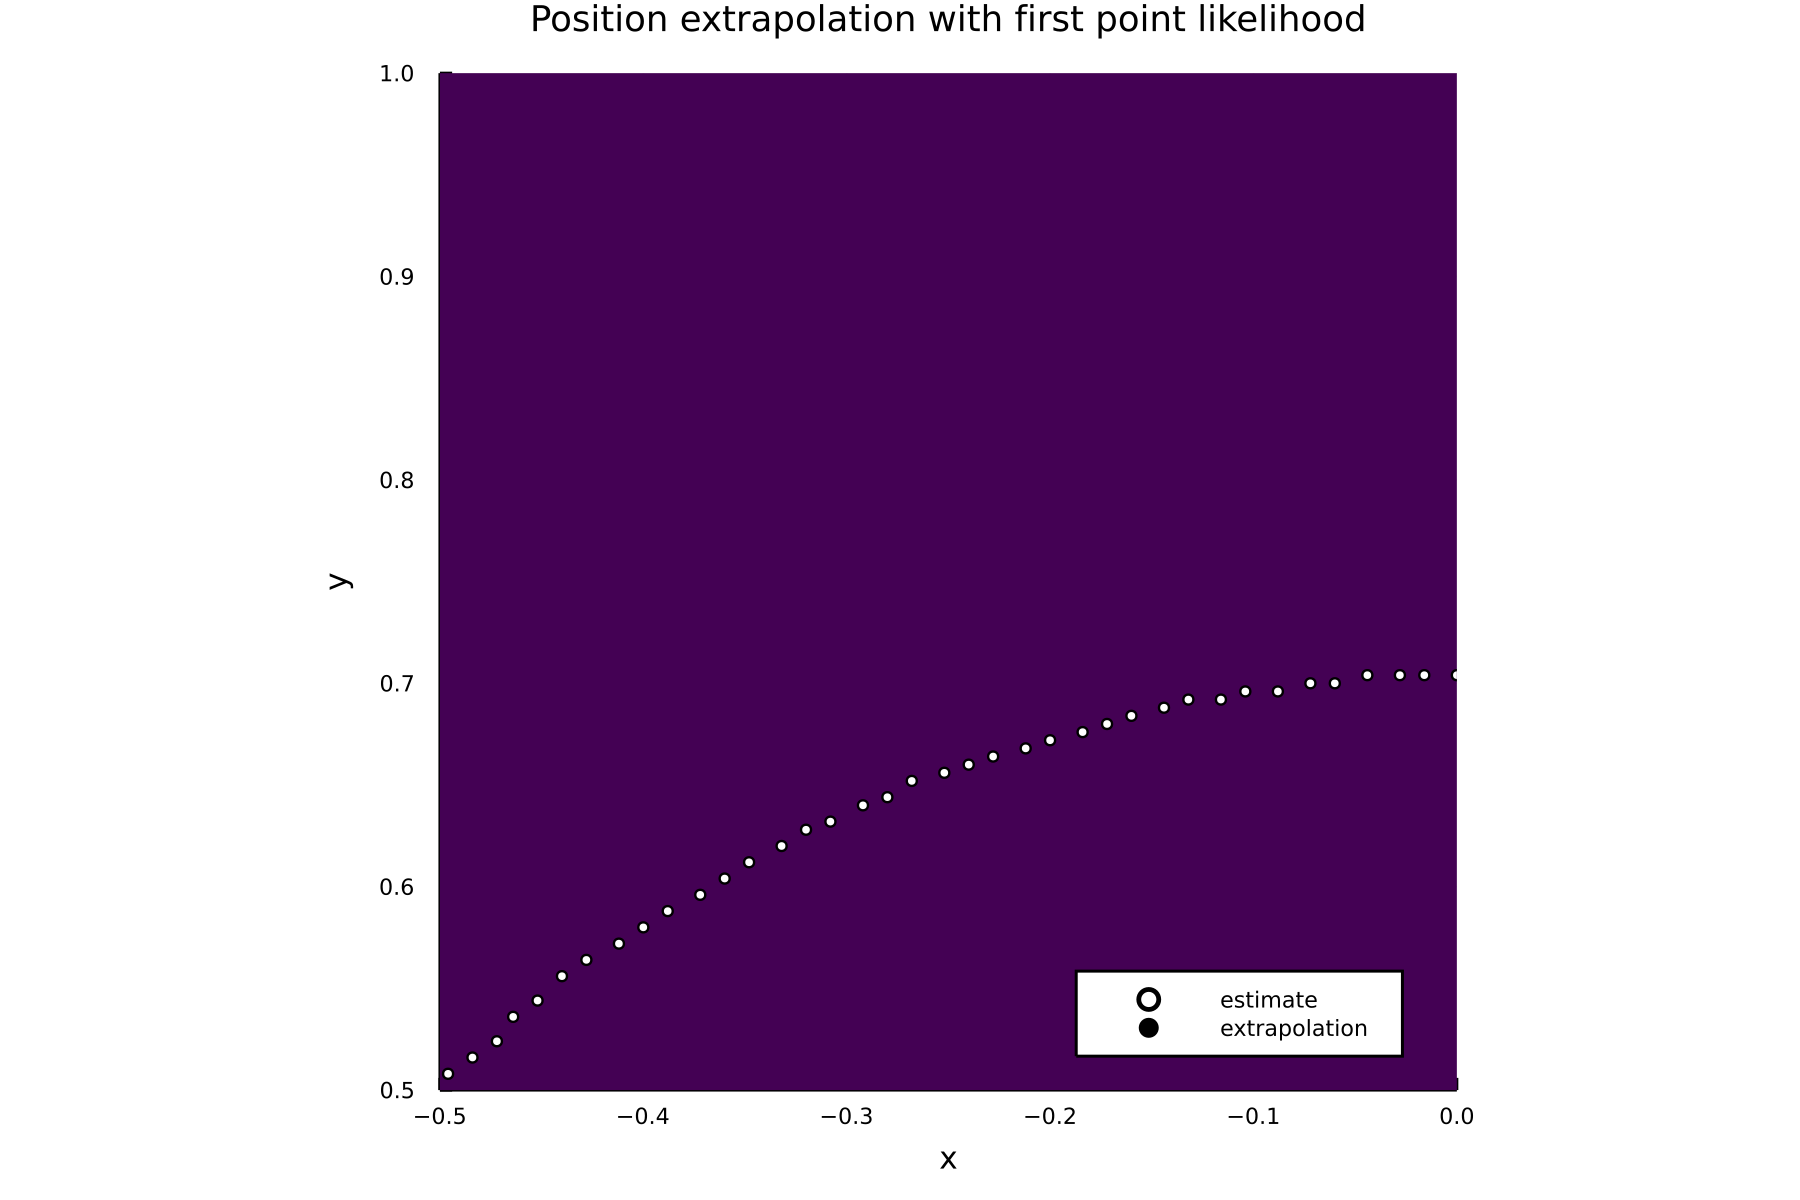 Position extrapolation with first point likelihood
1.0
0.9
0.8
0.7
0.6
0.5
y
−0.5 −0.4 −0.3 −0.2 −0.1 0.0
x
estimate
extrapolation